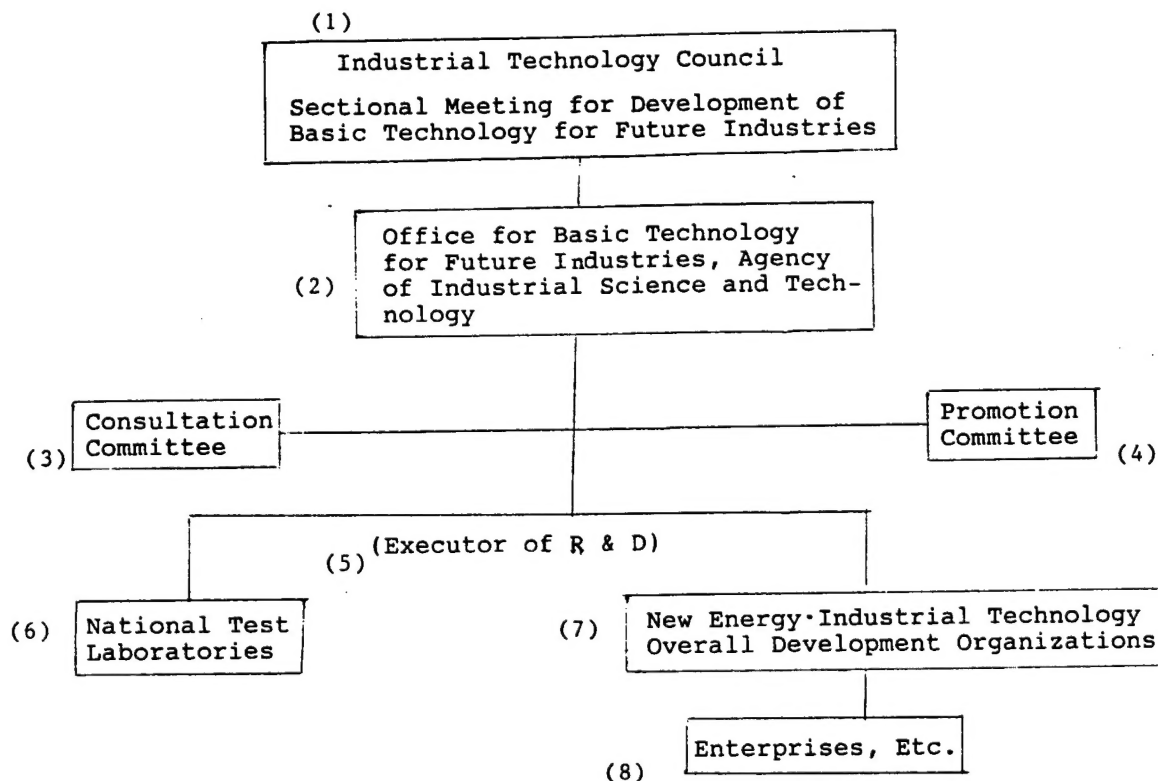 (1)
Industrial Technology Council
Sectional Meeting for Development of
Basic Technology for Future Industries
(2)
Office for Basic Technology
for Future Industries, Agency
of Industrial Science and Tech-
nology
(3)
Consultation
Committee
Promotion
Committee
(4)
(5) (Executor of R & D)
(6)
National Test
Laboratories
(7)
New Energy·Industrial Technology
Overall Development Organizations
Enterprises, Etc.
(8)